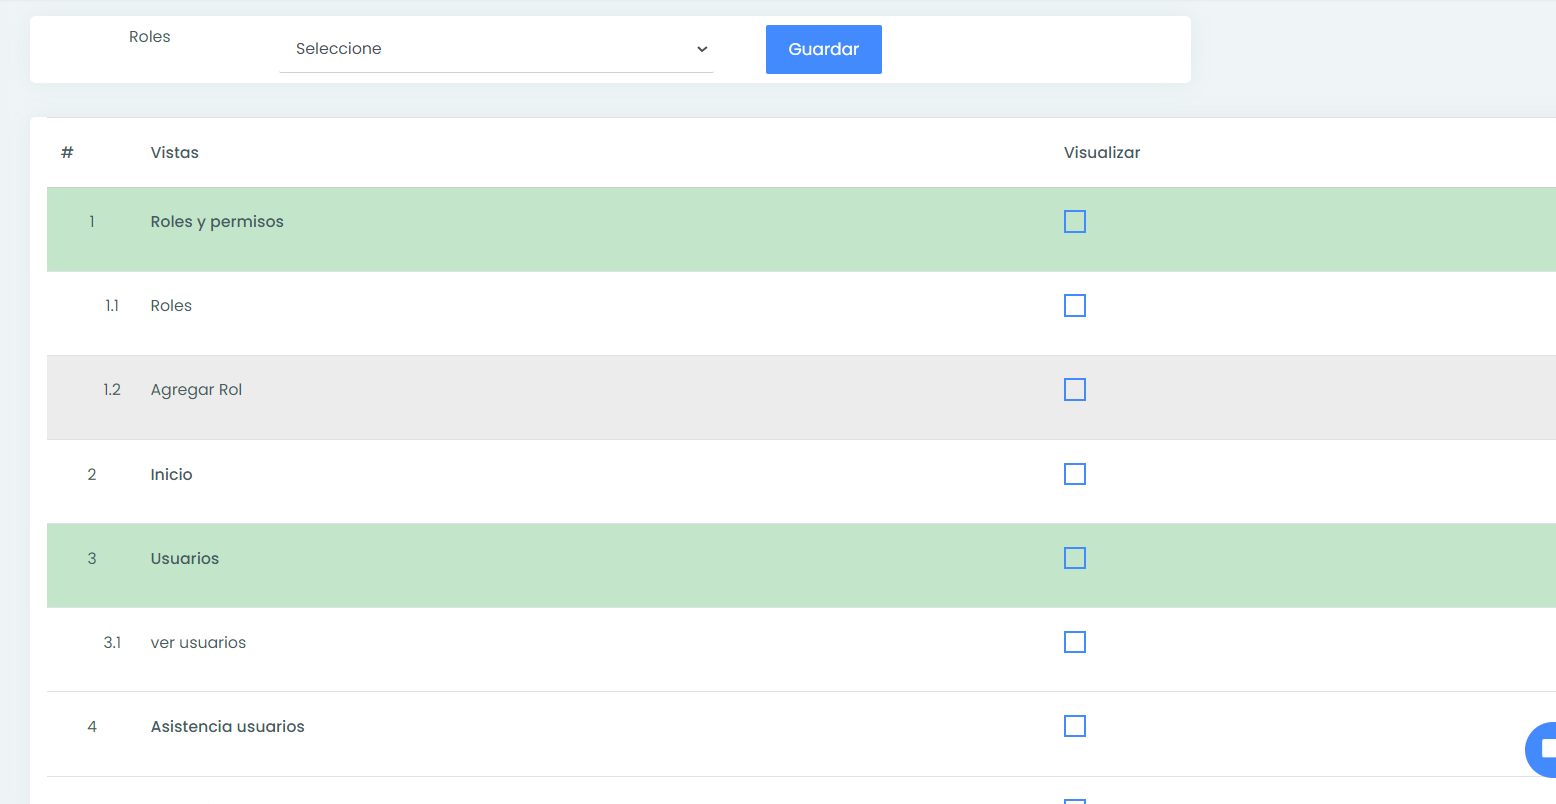 Roles
Seleccione
Guardar
# Vistas Visualizar
1 Roles y permisos
1.1 Roles
1.2 Agregar Rol
2 Inicio
3 Usuarios
3.1 ver usuarios
4 Asistencia usuarios